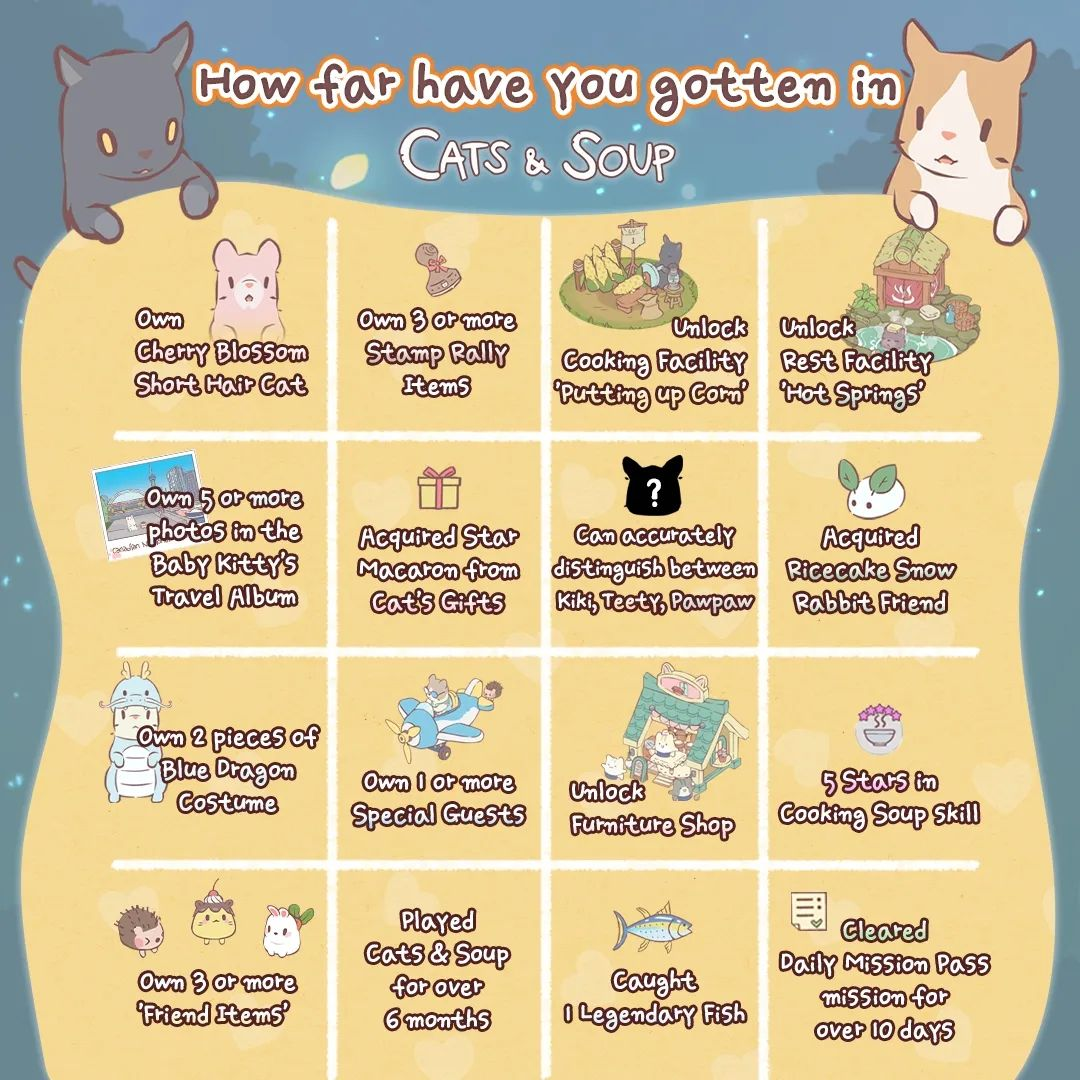 How far have you gotten in
CATS & SOUP
Own
Cherry Blossom
Short Hair Cat
Own 3 or more
Stamp Rally
Items
Unlock
Cooking Facility
'Putting up Corn'
Unlock
Rest Facility
'Hot Springs'
Own 5 or more
photos in the
Baby Kitty's
Travel Album
Acquired Star
Macaron from
Cat's Gifts
?
Can accurately
distinguish between
Kiki, Teety, Pawpaw
Acquired
Ricecake Snow
Rabbit Friend
Own 2 pieces of
Blue Dragon
Costume
Own 1 or more
Special Guests
Unlock
Furniture Shop
5 Stars in
Cooking Soup Skill
Own 3 or more
'Friend Items'
Played
Cats & Soup
for over
6 months
Caught
1 Legendary Fish
Cleared
Daily Mission Pass
mission for
over 10 days